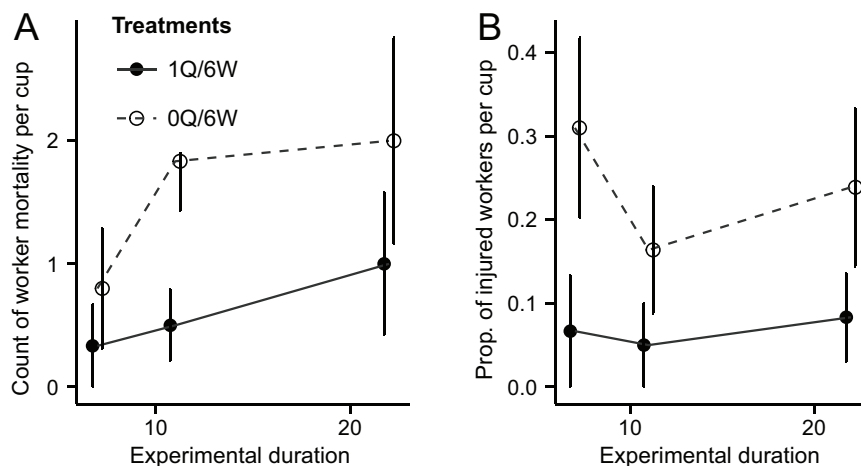 A
Treatments
1Q/6W
0Q/6W
Count of worker mortality per cup
2
1
0
10
20
Experimental duration
B
Prop. of injured workers per cup
0.4
0.3
0.2
0.1
0.0
10
20
Experimental duration